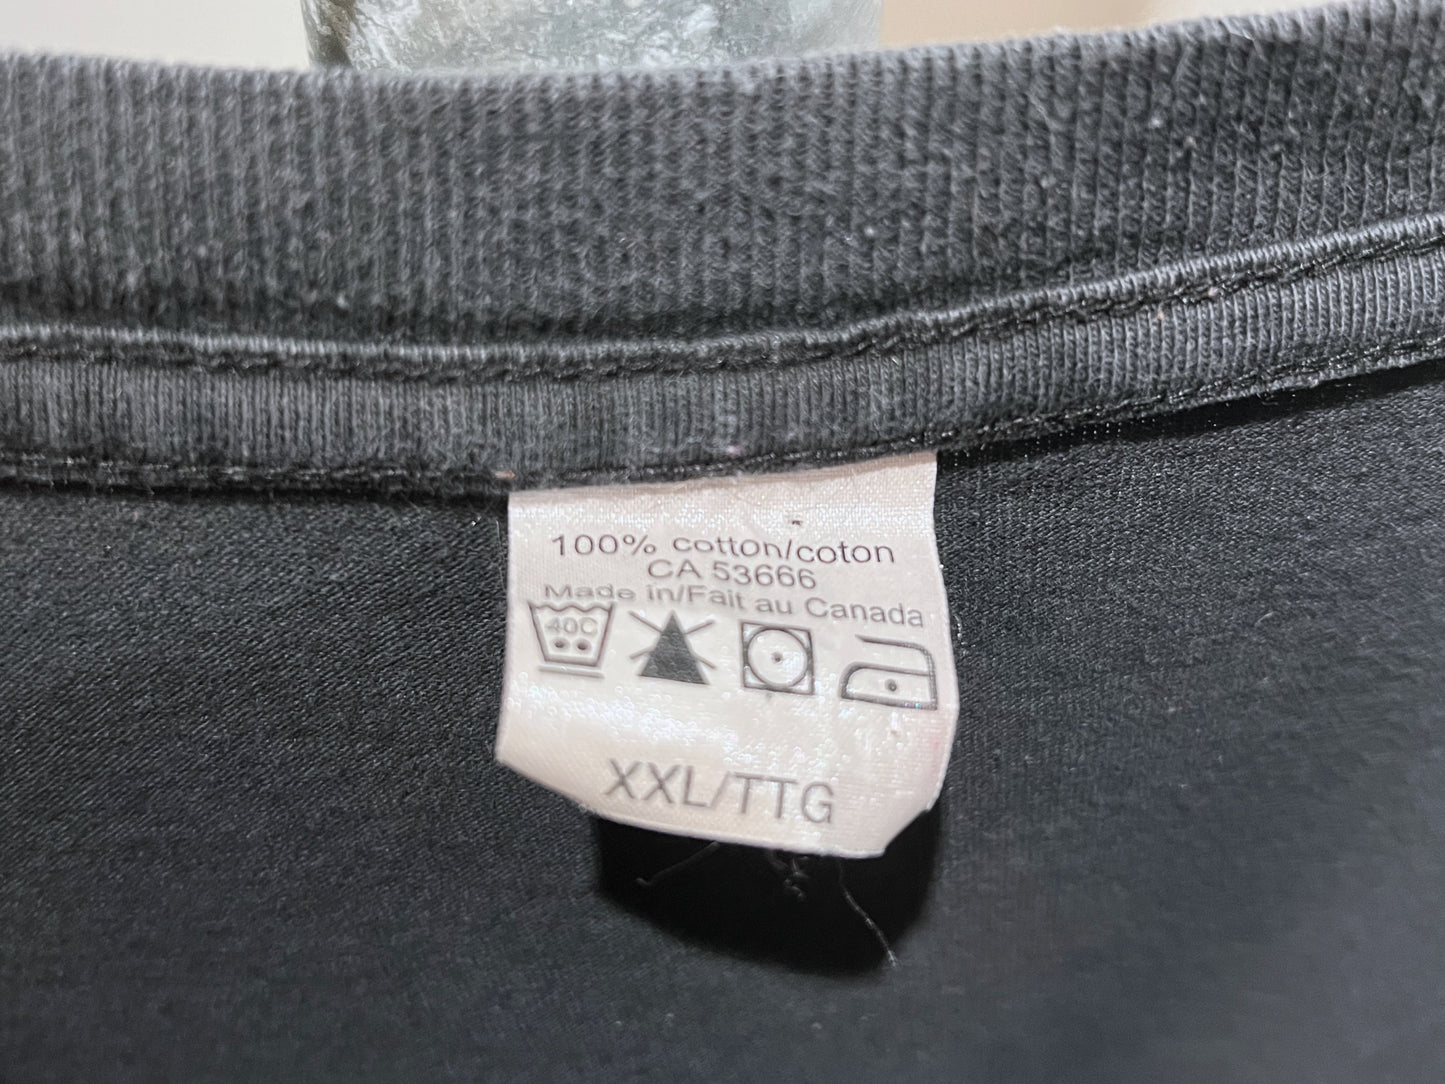 100% cotton/coton
CA 53666
Made in/Fait au Canada
40C
XXL/TTG